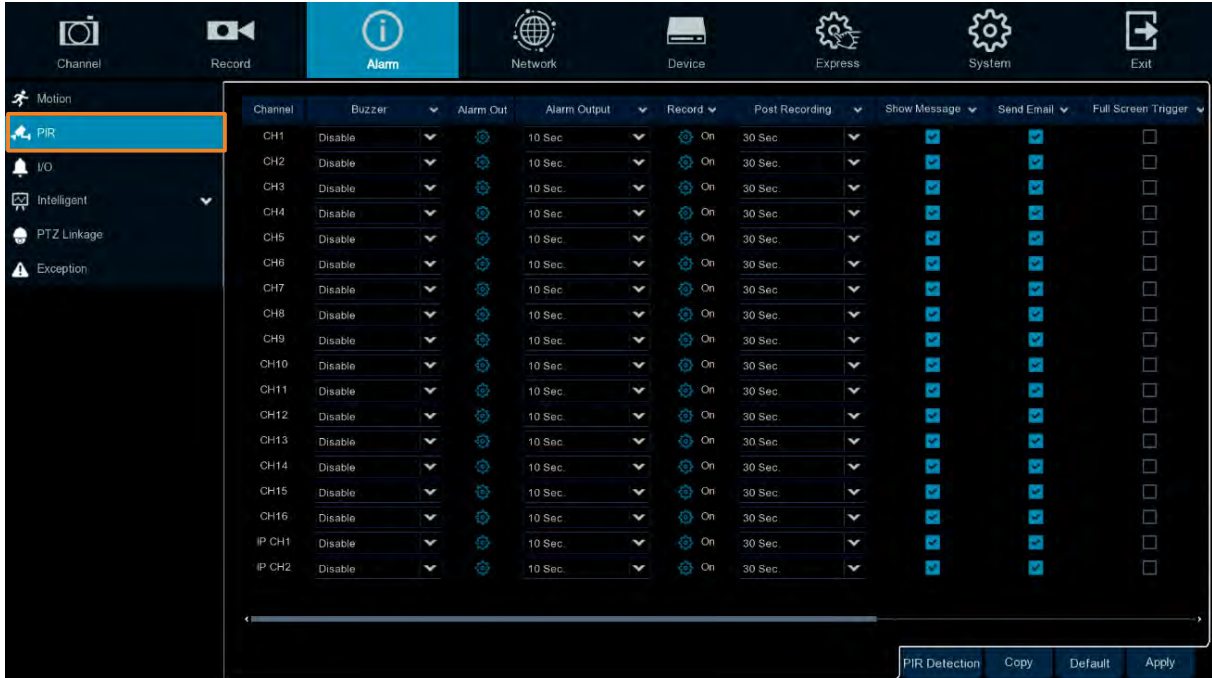 Channel Record Alarm Network Device Express System Exit
Motion
PIR
I/O
Intelligent
PTZ Linkage
Exception
Channel Buzzer Alarm Out Alarm Output Record Post Recording Show Message Send Email Full Screen Trigger
CH1 Disable 10 Sec. On 30 Sec.
CH2 Disable 10 Sec. On 30 Sec.
CH3 Disable 10 Sec. On 30 Sec.
CH4 Disable 10 Sec. On 30 Sec.
CH5 Disable 10 Sec. On 30 Sec.
CH6 Disable 10 Sec. On 30 Sec.
CH7 Disable 10 Sec. On 30 Sec.
CH8 Disable 10 Sec. On 30 Sec.
CH9 Disable 10 Sec. On 30 Sec.
CH10 Disable 10 Sec. On 30 Sec.
CH11 Disable 10 Sec. On 30 Sec.
CH12 Disable 10 Sec. On 30 Sec.
CH13 Disable 10 Sec. On 30 Sec.
CH14 Disable 10 Sec. On 30 Sec.
CH15 Disable 10 Sec. On 30 Sec.
CH16 Disable 10 Sec. On 30 Sec.
IP CH1 Disable 10 Sec. On 30 Sec.
IP CH2 Disable 10 Sec. On 30 Sec.
PIR Detection Copy Default Apply